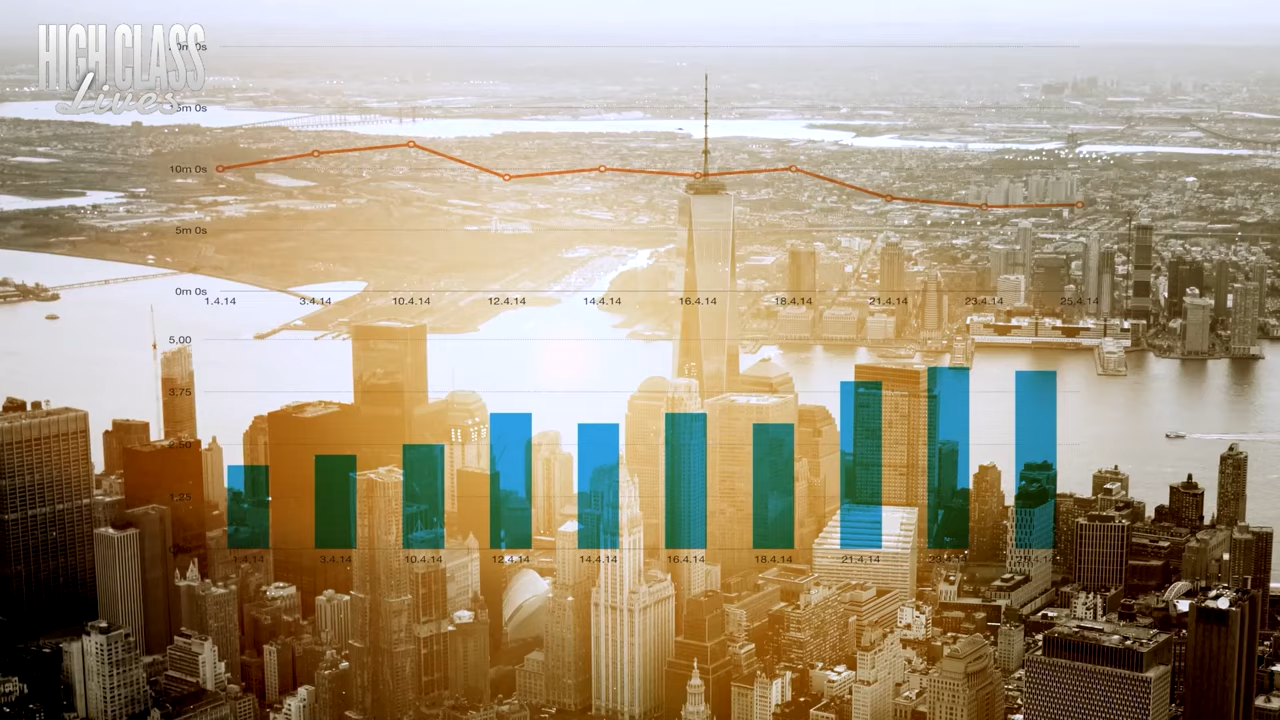 HIGH CLASS
Lives
5m 0s
10m 0s
5m 0s
0m 0s
1.4.14 3.4.14 10.4.14 12.4.14 14.4.14 16.4.14 18.4.14 21.4.14 23.4.14 25.4.14
5,00
3,75
1,25
1.4.14 3.4.14 10.4.14 12.4.14 14.4.14 16.4.14 18.4.14 21.4.14